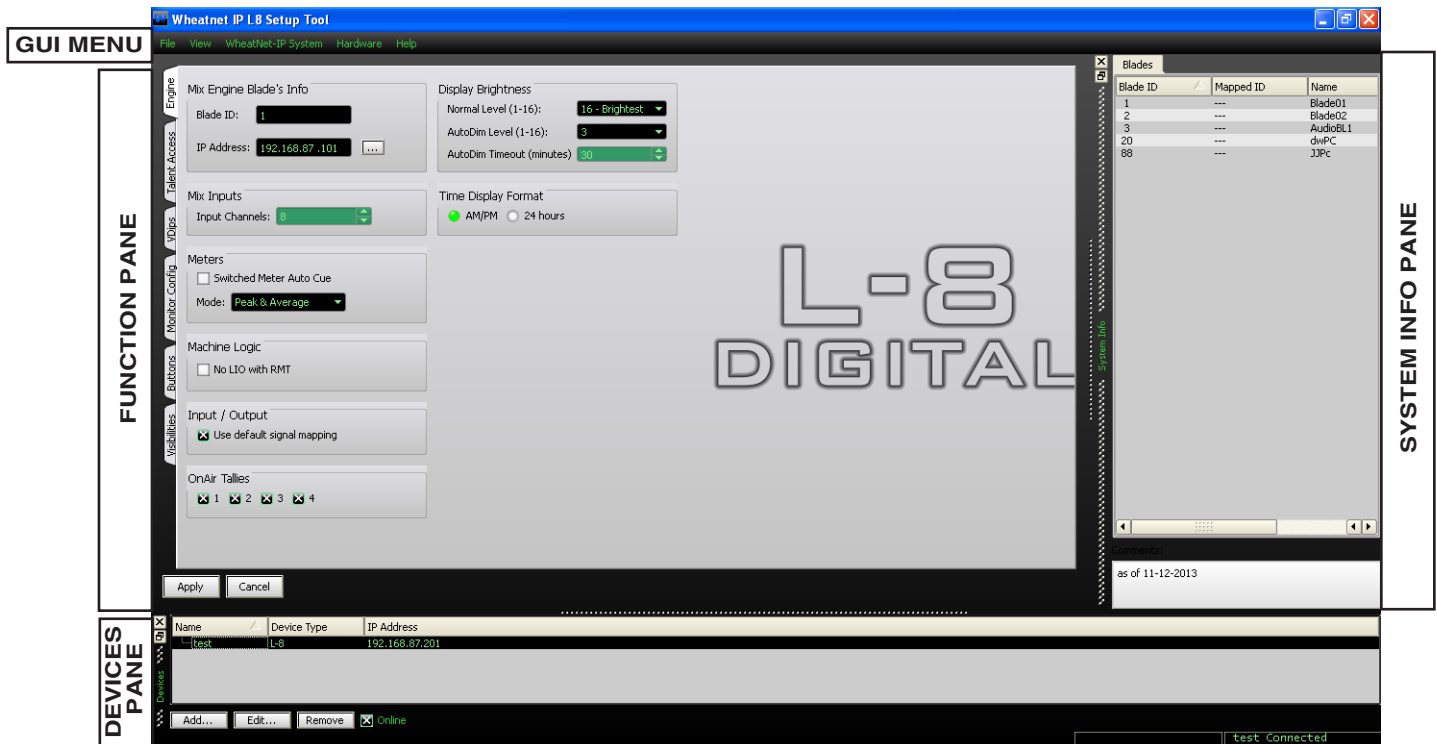 Wheatnet IP L8 Setup Tool
GUI MENU
File View WheatNet-IP System Hardware Help
FUNCTION PANE
Engine
Talent Access
VDips
Monitor Config
Buttons
Visibilities
Mix Engine Blade's Info
Blade ID: 1
IP Address: 192.168.87 .101 ...
Mix Inputs
Input Channels: 8
Meters
Switched Meter Auto Cue
Mode: Peak & Average
Machine Logic
No LIO with RMT
Input / Output
Use default signal mapping
OnAir Tallies
1 2 3 4
Display Brightness
Normal Level (1-16): 16 - Brightest
AutoDim Level (1-16): 3
AutoDim Timeout (minutes) 30
Time Display Format
AM/PM 24 hours
L-8
DIGITAL
Apply Cancel
System Info
Blades
Blade ID Mapped ID Name
1 --- Blade01
2 --- Blade02
3 --- AudioBL1
20 --- dwPC
88 --- JJPc
Comments:
as of 11-12-2013
SYSTEM INFO PANE
DEVICES
PANE
Devices
Name Device Type IP Address
test L-8 192.168.87.201
Add... Edit... Remove Online
test Connected